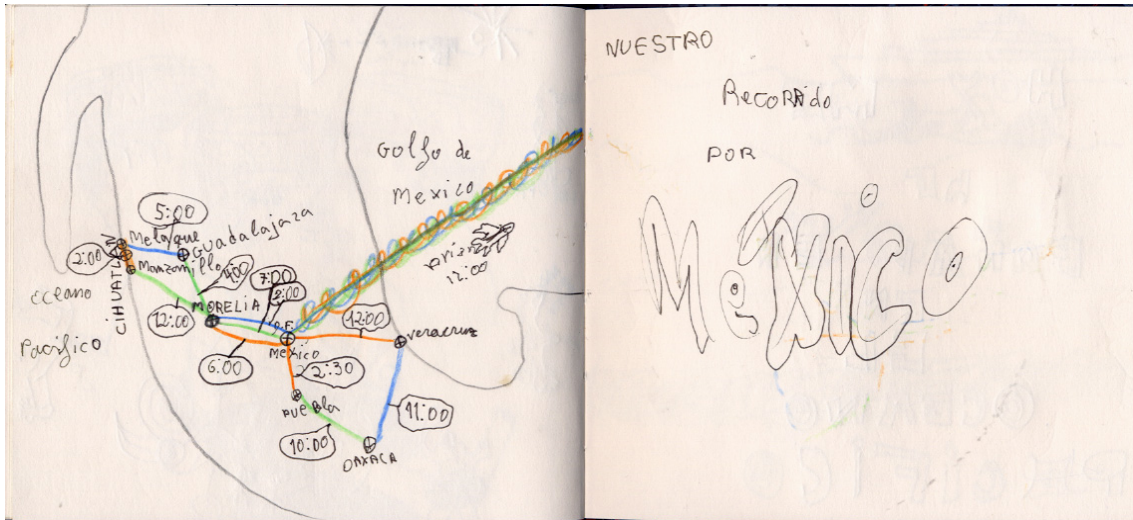 Golfo de
Mexico
5:00
Melaque
Guadalajaza
2:00
Manzanillo
CIHUATLAN
4:00
7:00
2:00
Oceano
Pacifico
12:00
MORELIA
D.F.
Mexico
6:00
12:00
veracruz
12:00
2:30
PUEbla
11:00
10:00
OAXACA
NUESTRO
RecoRRido
POR
MeXiCo